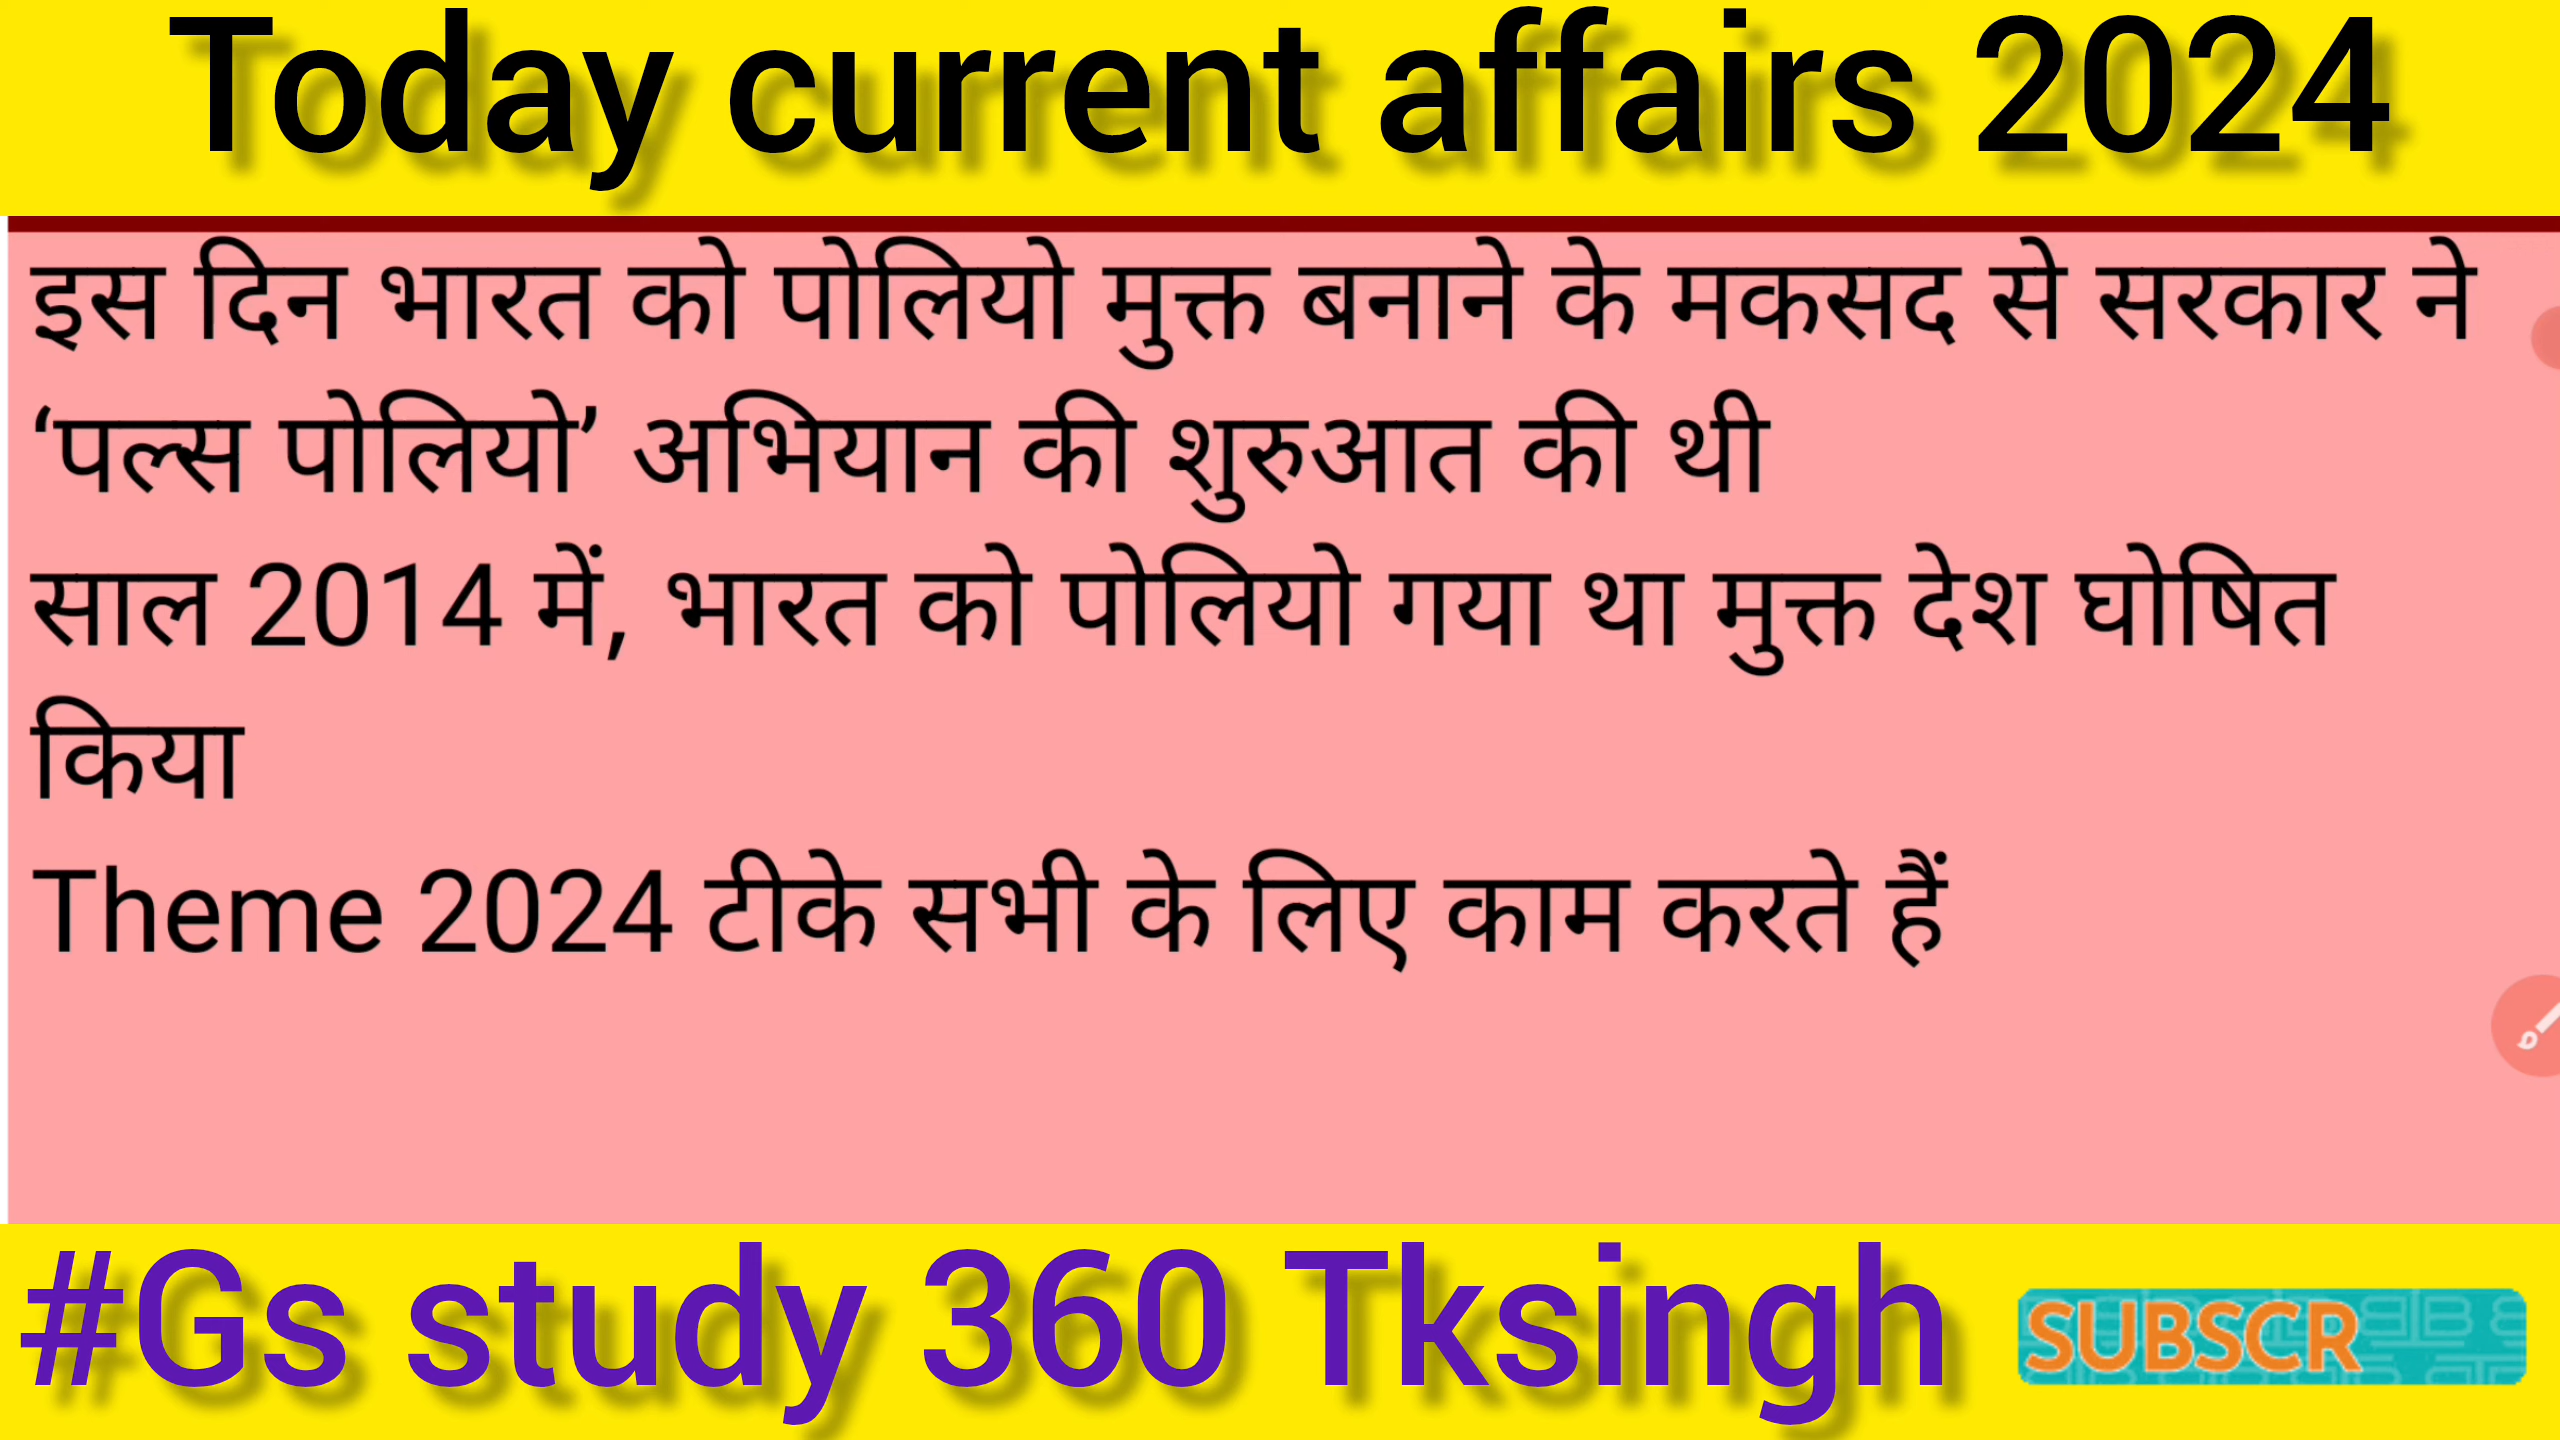 Today current affairs 2024
इस दिन भारत को पोलियो मुक्त बनाने के मकसद से सरकार ने
‘पल्स पोलियो’ अभियान की शुरुआत की थी
साल 2014 में, भारत को पोलियो गया था मुक्त देश घोषित
किया
Theme 2024 टीके सभी के लिए काम करते हैं
#Gs study 360 Tksingh
SUBSCR